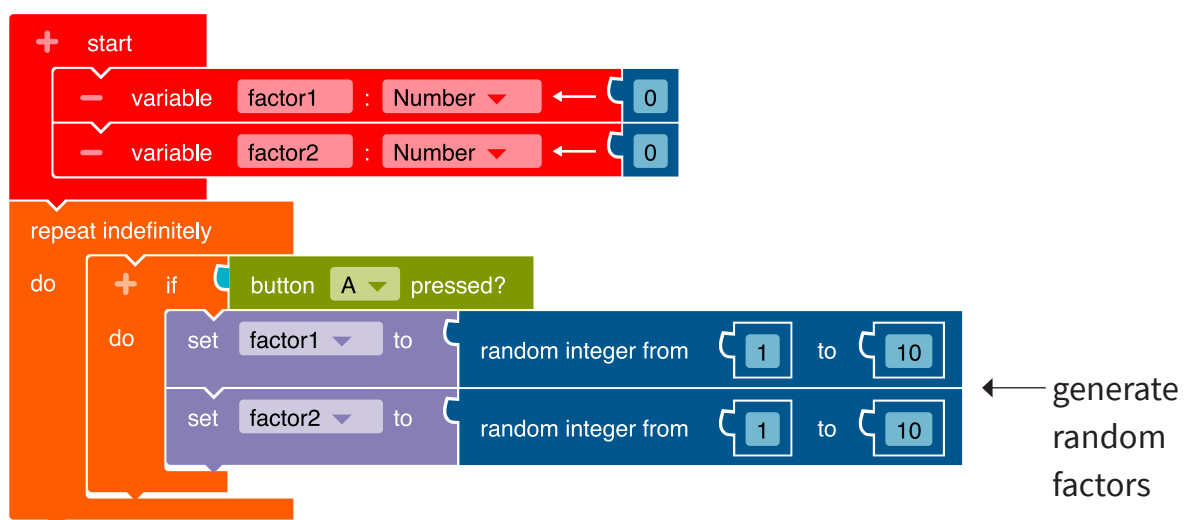 + start
− variable factor1 : Number ← 0
− variable factor2 : Number ← 0
repeat indefinitely
do + if button A pressed?
do set factor1 to random integer from 1 to 10
set factor2 to random integer from 1 to 10
generate
random
factors